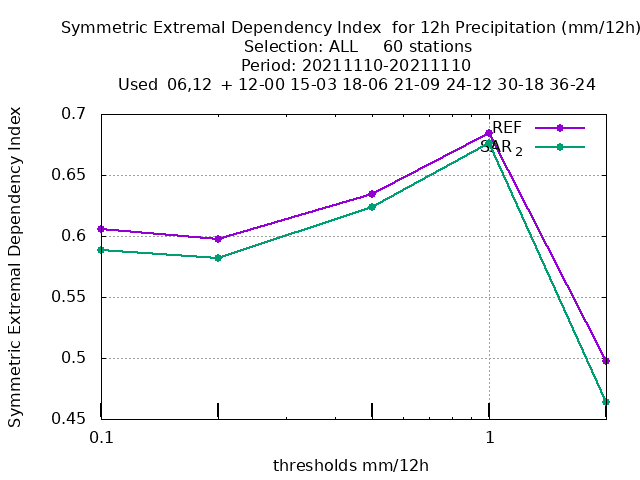 Symmetric Extremal Dependency Index  for 12h Precipitation (mm/12h)
Selection: ALL     60 stations
Period: 20211110-20211110
Used  06,12  + 12-00 15-03 18-06 21-09 24-12 30-18 36-24
Symmetric Extremal Dependency Index
0.7
0.65
0.6
0.55
0.5
0.45
REF
SAR 2
0.1
1
thresholds mm/12h